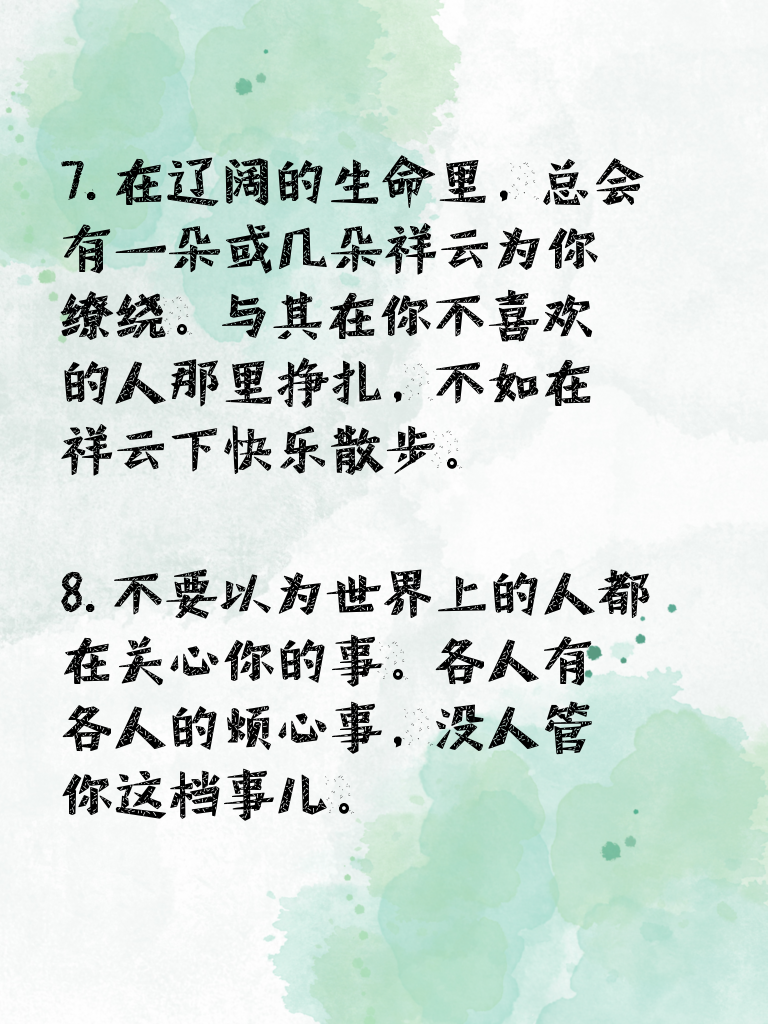 7.在辽阔的生命里，总会
有一朵或几朵祥云为你
缭绕。与其在你不喜欢
的人那里挣扎，不如在
祥云下快乐散步。
8.不要以为世界上的人都
在关心你的事。各人有
各人的烦心事，没人管
你这档事儿。